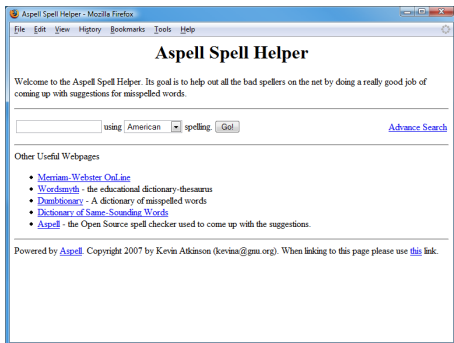 Aspell Spell Helper - Mozilla Firefox
File Edit View History Bookmarks Tools Help
Aspell Spell Helper
Welcome to the Aspell Spell Helper. Its goal is to help out all the bad spellers on the net by doing a really good job of
coming up with suggestions for misspelled words.
using American spelling. Go! Advance Search
Other Useful Webpages
Merriam-Webster OnLine
Wordsmyth - the educational dictionary-thesaurus
Dumbtionary - A dictionary of misspelled words
Dictionary of Same-Sounding Words
Aspell - the Open Source spell checker used to come up with the suggestions.
Powered by Aspell. Copyright 2007 by Kevin Atkinson (kevina@gnu.org). When linking to this page please use this link.